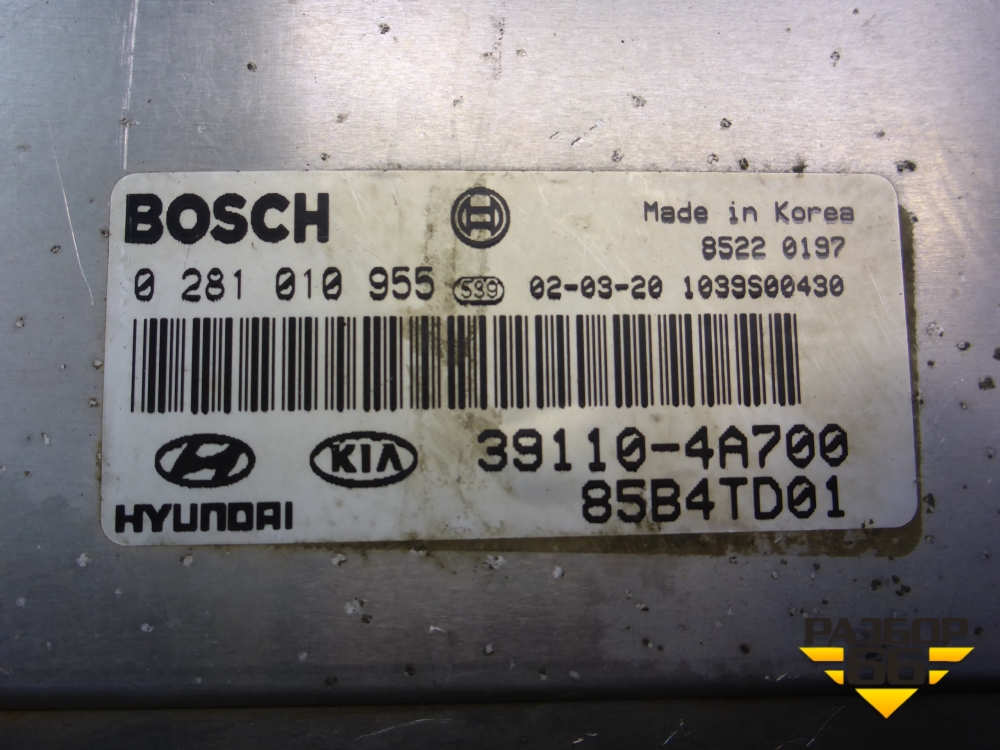 BOSCH
Made in Korea
8522 0197
0 281 010 955 539 02-03-20 1039S00430
KIA 39110-4A700
HYUNDAI 85B4TD01
РАЗБОР
66